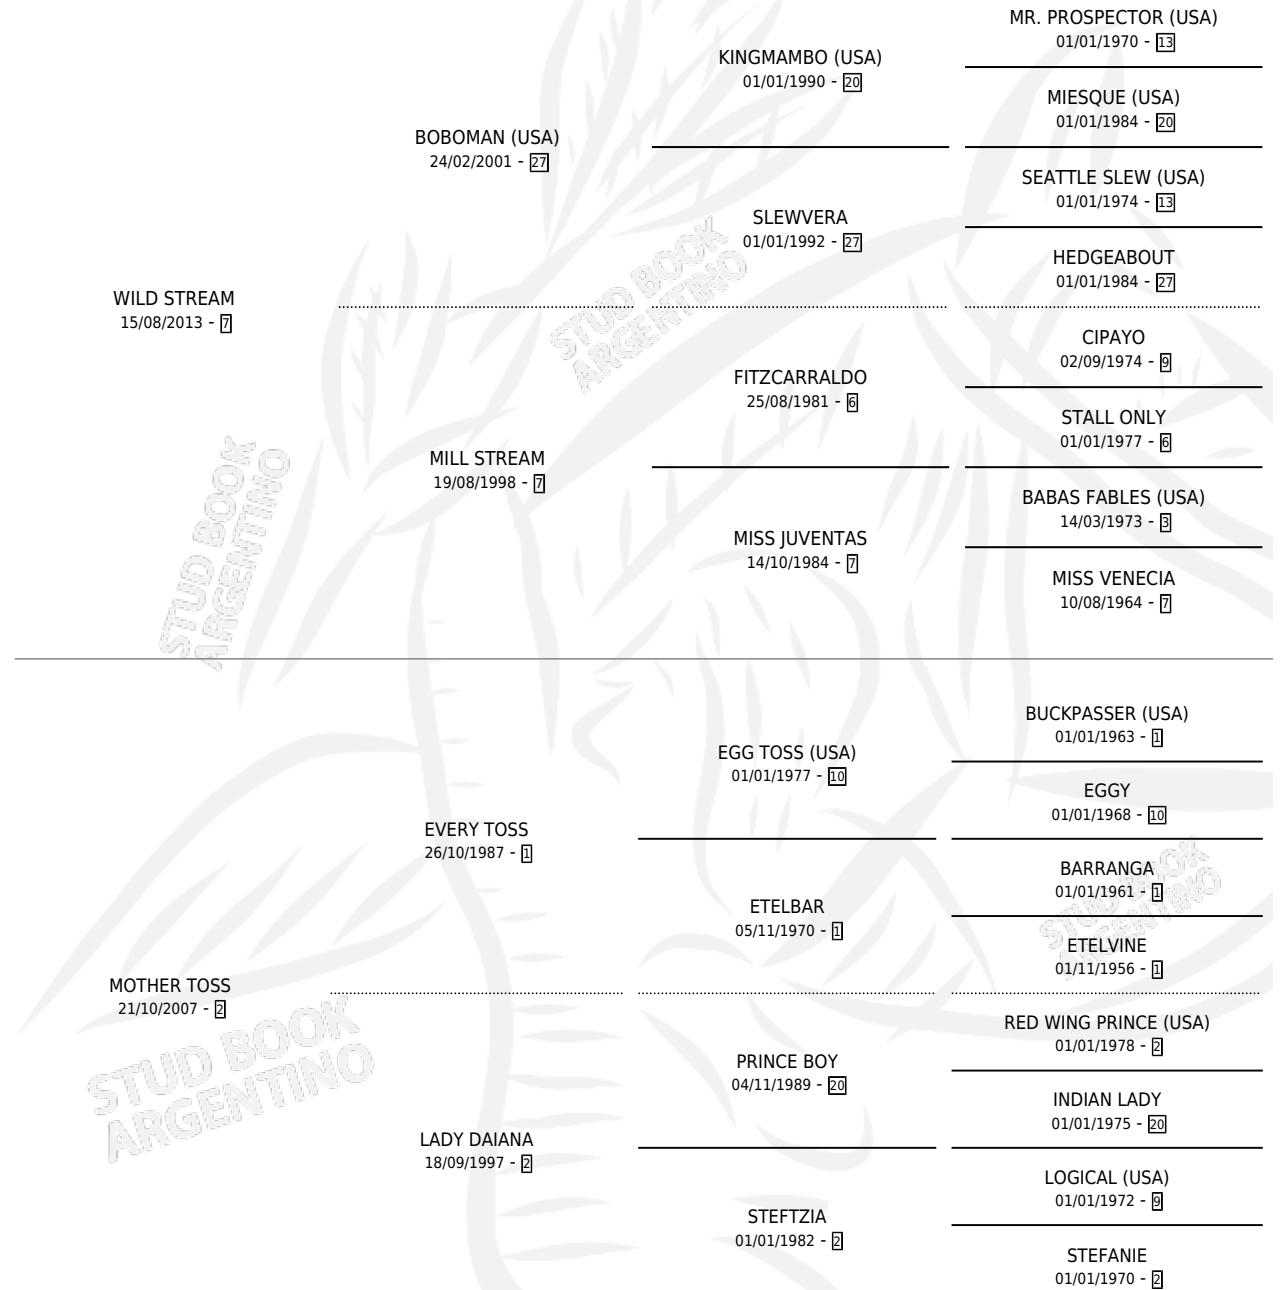 MR. PROSPECTOR (USA)
01/01/1970 - 13
KINGMAMBO (USA)
01/01/1990 - 20
MIESQUE (USA)
01/01/1984 - 20
BOBOMAN (USA)
24/02/2001 - 27
SEATTLE SLEW (USA)
01/01/1974 - 13
SLEWVERA
01/01/1992 - 27
HEDGEABOUT
01/01/1984 - 27
WILD STREAM
15/08/2013 - 7
STUD BOOK
ARGENTINO
CIPAYO
02/09/1974 - 9
FITZCARRALDO
25/08/1981 - 6
STALL ONLY
01/01/1977 - 6
MILL STREAM
19/08/1998 - 7
BABAS FABLES (USA)
14/03/1973 - 3
MISS JUVENTAS
14/10/1984 - 7
MISS VENECIA
10/08/1964 - 7
STUD BOOK
ARGENTINO
BUCKPASSER (USA)
01/01/1963 - 1
EGG TOSS (USA)
01/01/1977 - 10
EGGY
01/01/1968 - 10
EVERY TOSS
26/10/1987 - 1
BARRANGA
01/01/1961 - 1
ETELBAR
05/11/1970 - 1
ETELVINE
01/11/1956 - 1
STUD BOOK
ARGENTINO
MOTHER TOSS
21/10/2007 - 2
RED WING PRINCE (USA)
01/01/1978 - 2
PRINCE BOY
04/11/1989 - 20
INDIAN LADY
01/01/1975 - 20
STUD BOOK
ARGENTINO
LADY DAIANA
18/09/1997 - 2
LOGICAL (USA)
01/01/1972 - 9
STEFTZIA
01/01/1982 - 2
STEFANIE
01/01/1970 - 2